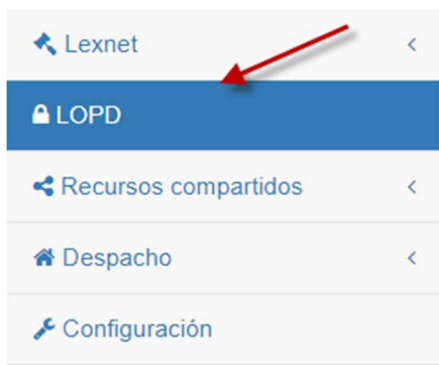 Lexnet
LOPD
Recursos compartidos
Despacho
Configuración